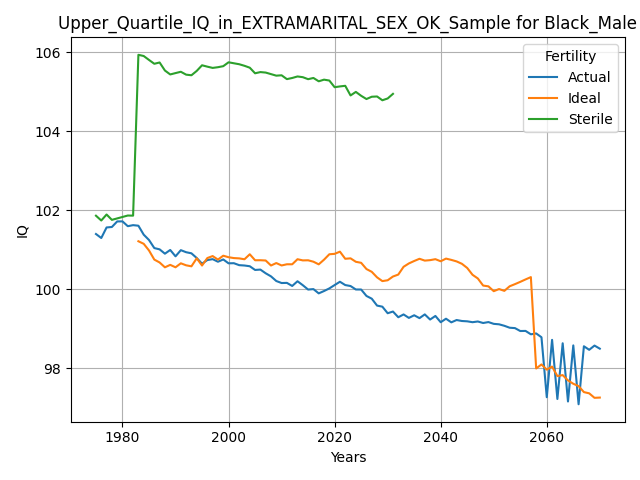 Upper_Quartile_IQ_in_EXTRAMARITAL_SEX_OK_Sample for Black_Male
Fertility
Actual
Ideal
Sterile
IQ
106
104
102
100
98
1980
2000
2020
2040
2060
Years